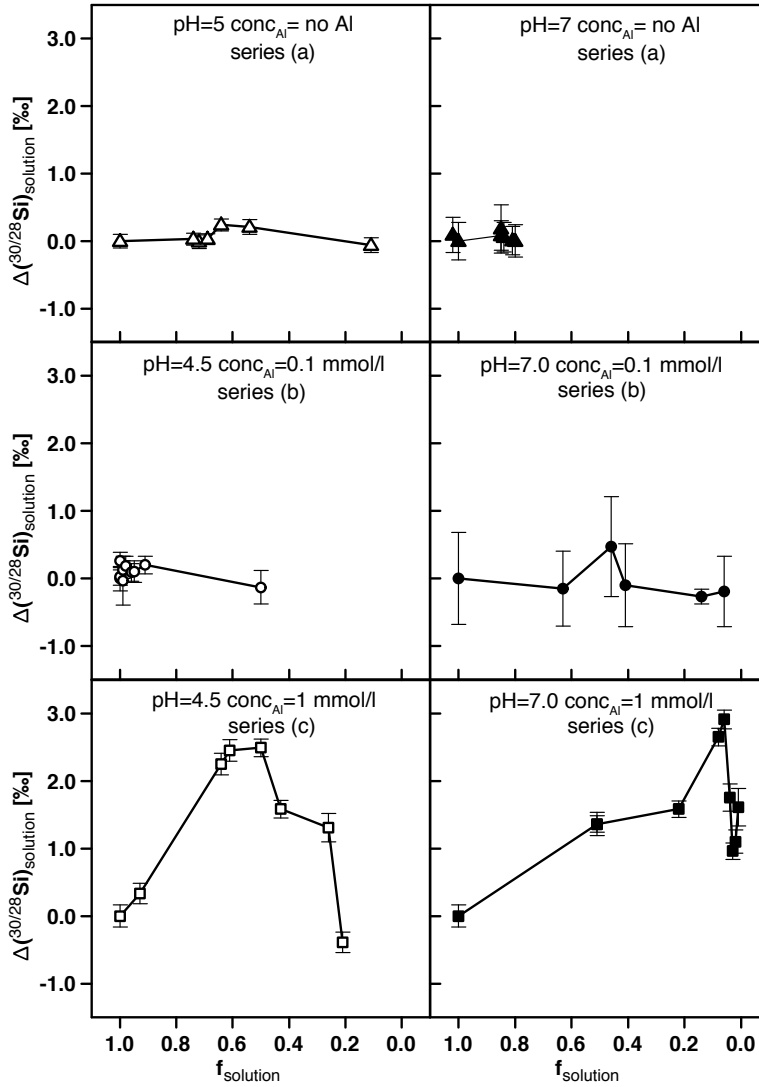 pH=5 conc_Al= no Al
series (a)
pH=7 conc_Al= no Al
series (a)
Δ(30/28Si)solution [‰]
3.0
2.0
1.0
0.0
-1.0
pH=4.5 conc_Al=0.1 mmol/l
series (b)
pH=7.0 conc_Al=0.1 mmol/l
series (b)
Δ(30/28Si)solution [‰]
3.0
2.0
1.0
0.0
-1.0
pH=4.5 conc_Al=1 mmol/l
series (c)
pH=7.0 conc_Al=1 mmol/l
series (c)
Δ(30/28Si)solution [‰]
3.0
2.0
1.0
0.0
-1.0
1.0 0.8 0.6 0.4 0.2 0.0
1.0 0.8 0.6 0.4 0.2 0.0
fsolution
fsolution